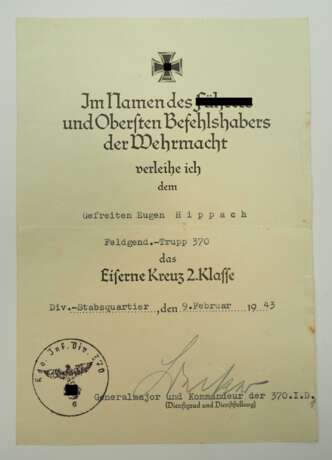 Im Namen des
und Obersten Befehlshabers
der Wehrmacht
verleihe ich
dem
Gefreiten Eugen Hippach
Feldgend.-Trupp 370
das
Eiserne Kreuz 2.Klasse
Div.-Stabsquartier, den 9.Februar 1943
Generalmajor und Kommandeur der 370.I.D.
(Dienstgrad und Dienststellung)